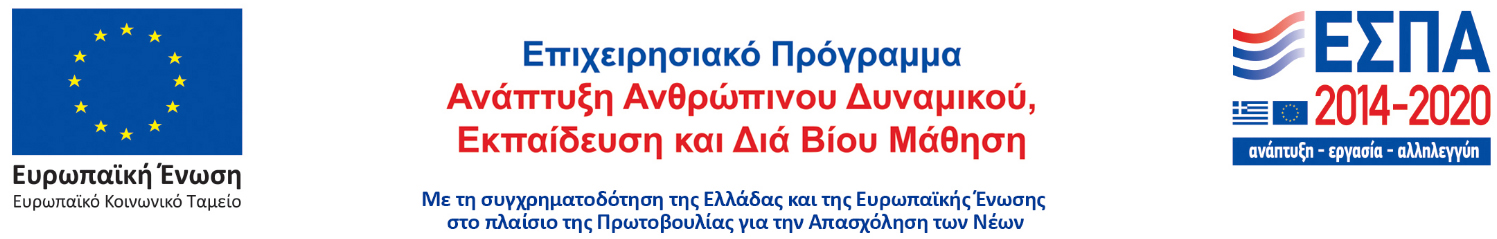 Ευρωπαϊκή Ένωση
Ευρωπαϊκό Κοινωνικό Ταμείο
Επιχειρησιακό Πρόγραμμα
Ανάπτυξη Ανθρώπινου Δυναμικού,
Εκπαίδευση και Διά Βίου Μάθηση
Με τη συγχρηματοδότηση της Ελλάδας και της Ευρωπαϊκής Ένωσης
στο πλαίσιο της Πρωτοβουλίας για την Απασχόληση των Νέων
ΕΣΠΑ
2014-2020
ανάπτυξη - εργασία - αλληλεγγύη